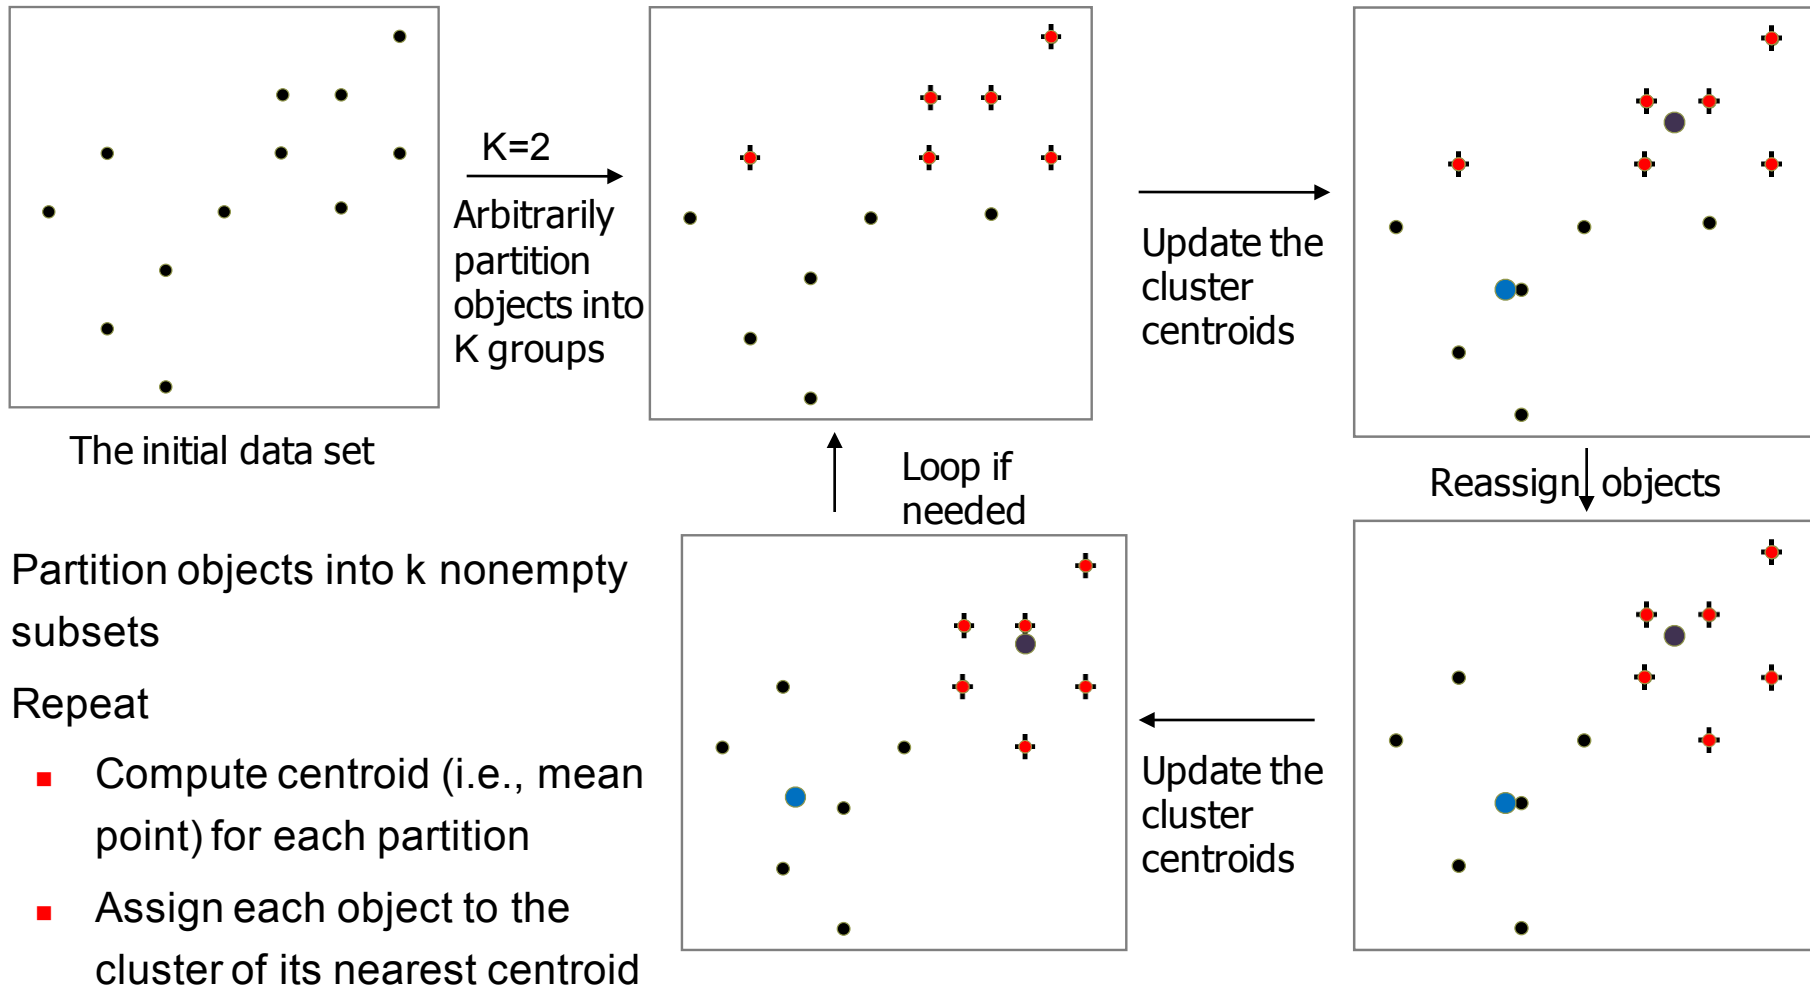 K=2
Arbitrarily
partition
objects into
K groups
Update the
cluster
centroids
The initial data set
Loop if
needed
Reassign objects
Partition objects into k nonempty
subsets
Repeat
Compute centroid (i.e., mean
point) for each partition
Assign each object to the
cluster of its nearest centroid
Update the
cluster
centroids